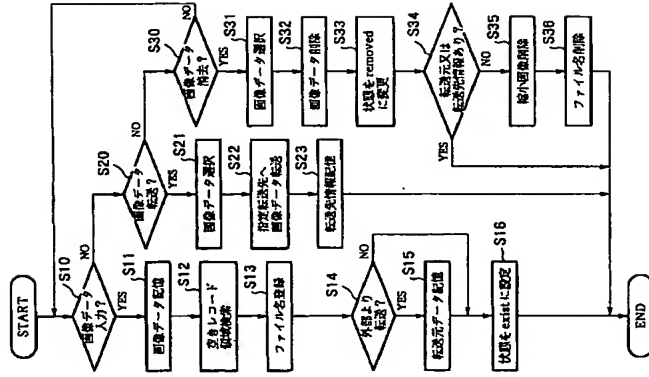 START
S10
画像データ
入力?
NO
YES
S11
画像データ記憶
S12
空きレコード
領域検索
S13
ファイル名登録
S14
外部より
転送?
NO
YES
S15
転送元データ記憶
S16
状態をexistに設定
END
S20
画像データ
転送?
NO
YES
S21
画像データ選択
S22
指定転送先へ
画像データ転送
S23
転送先情報記憶
S30
画像データ
消去?
NO
YES
S31
画像データ選択
S32
画像データ削除
S33
状態をremoved
に変更
S34
転送元又は
転送先情報あり?
YES
NO
S35
縮小画像削除
S36
ファイル名削除